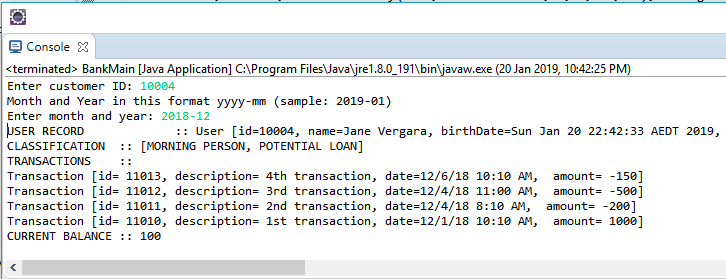 Console
<terminated> BankMain [Java Application] C:\Program Files\Java\jre1.8.0_191\bin\javaw.exe (20 Jan 2019, 10:42:25 PM)
Enter customer ID: 10004
Month and Year in this format yyyy-mm (sample: 2019-01)
Enter month and year: 2018-12
USER RECORD            :: User [id=10004, name=Jane Vergara, birthDate=Sun Jan 20 22:42:33 AEDT 2019,
CLASSIFICATION  :: [MORNING PERSON, POTENTIAL LOAN]
TRANSACTIONS    ::
Transaction [id= 11013, description= 4th transaction, date=12/6/18 10:10 AM,  amount= -150]
Transaction [id= 11012, description= 3rd transaction, date=12/4/18 11:00 AM,  amount= -500]
Transaction [id= 11011, description= 2nd transaction, date=12/4/18 8:10 AM,  amount= -200]
Transaction [id= 11010, description= 1st transaction, date=12/1/18 10:10 AM,  amount= 1000]
CURRENT BALANCE :: 100